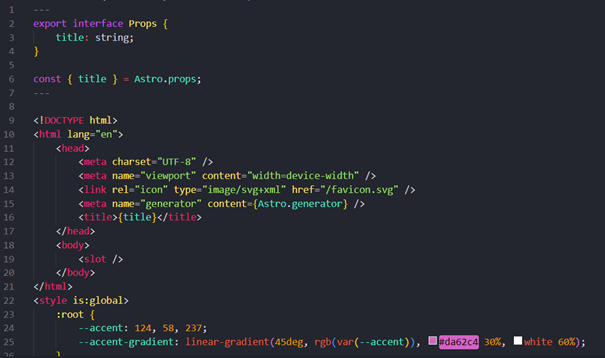 1 ---
2 export interface Props {
3     title: string;
4 }
5
6 const { title } = Astro.props;
7 ---
8
9 <!DOCTYPE html>
10 <html lang="en">
11     <head>
12         <meta charset="UTF-8" />
13         <meta name="viewport" content="width=device-width" />
14         <link rel="icon" type="image/svg+xml" href="/favicon.svg" />
15         <meta name="generator" content={Astro.generator} />
16         <title>{title}</title>
17     </head>
18     <body>
19         <slot />
20     </body>
21 </html>
22 <style is:global>
23     :root {
24         --accent: 124, 58, 237;
25         --accent-gradient: linear-gradient(45deg, rgb(var(--accent)), #da62c4 30%, white 60%);
26     }